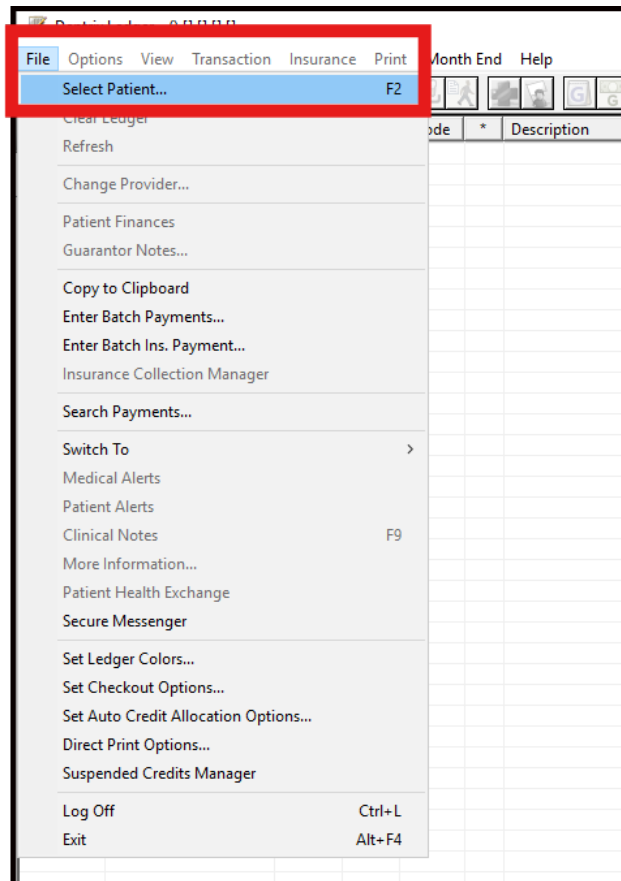 File Options View Transaction Insurance Print Month End Help
Select Patient... F2
Clear Ledger
ode * Description
Refresh
Change Provider...
Patient Finances
Guarantor Notes...
Copy to Clipboard
Enter Batch Payments...
Enter Batch Ins. Payment...
Insurance Collection Manager
Search Payments...
Switch To >
Medical Alerts
Patient Alerts
Clinical Notes F9
More Information...
Patient Health Exchange
Secure Messenger
Set Ledger Colors...
Set Checkout Options...
Set Auto Credit Allocation Options...
Direct Print Options...
Suspended Credits Manager
Log Off Ctrl+L
Exit Alt+F4